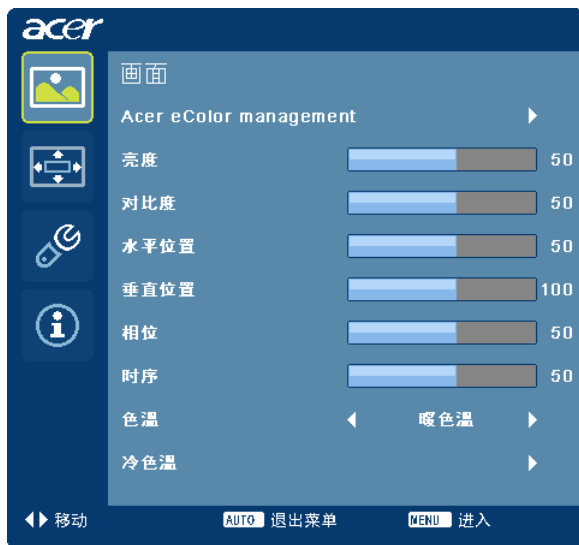 acer
画面
Acer eColor management
亮度 50
对比度 50
水平位置 50
垂直位置 100
相位 50
时序 50
色温 暖色温
冷色温
移动 AUTO 退出菜单 MENU 进入